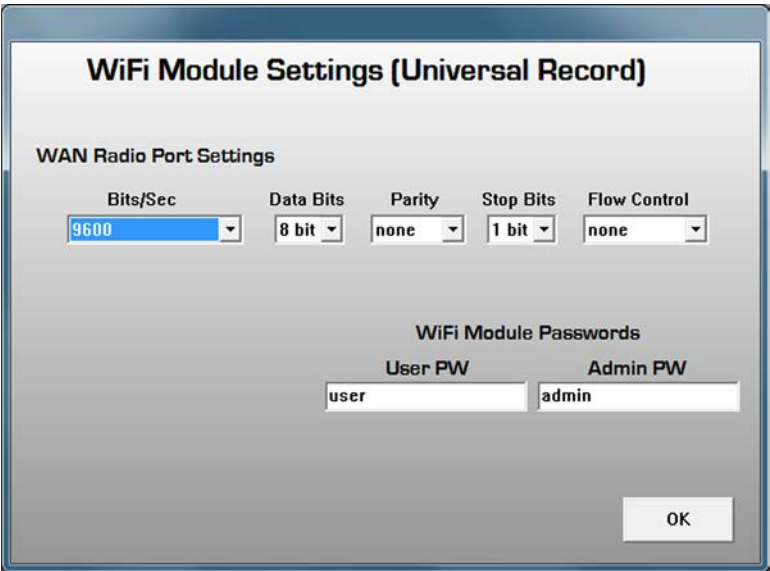 WiFi Module Settings (Universal Record)
WAN Radio Port Settings
Bits/Sec Data Bits Parity Stop Bits Flow Control
9600 8 bit none 1 bit none
WiFi Module Passwords
User PW Admin PW
user admin
OK